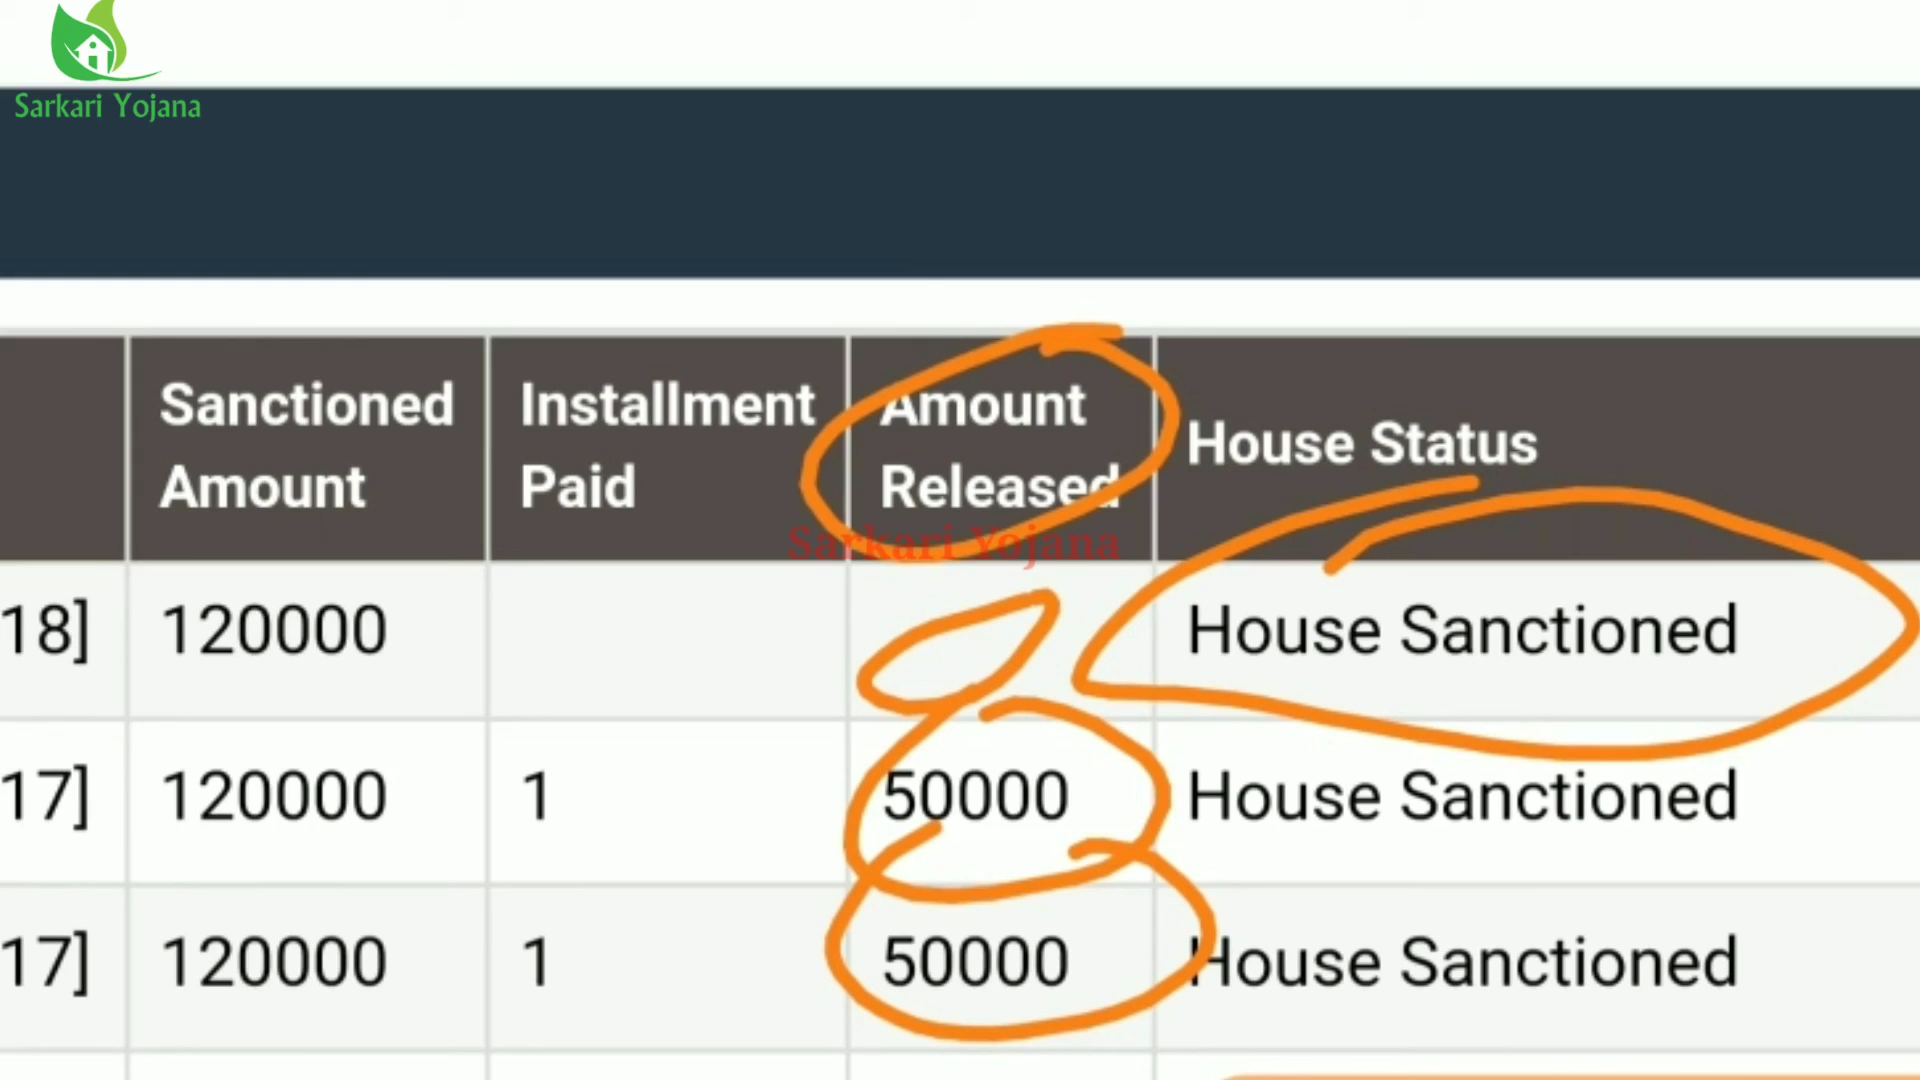 Sarkari Yojana
Sanctioned Amount
Installment Paid
Amount Released
House Status
Sarkari Yojana
18] 120000 House Sanctioned
17] 120000 1 50000 House Sanctioned
17] 120000 1 50000 House Sanctioned